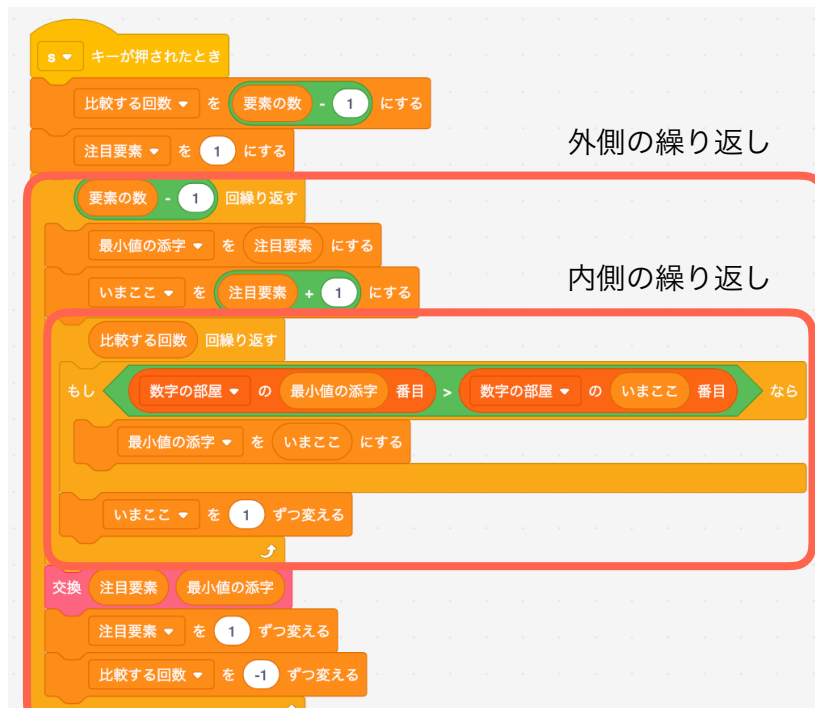 s キーが押されたとき
比較する回数 を 要素の数 - 1 にする
注目要素 を 1 にする
外側の繰り返し
要素の数 - 1 回繰り返す
最小値の添字 を 注目要素 にする
内側の繰り返し
いまここ を 注目要素 + 1 にする
比較する回数 回繰り返す
もし 数字の部屋 の 最小値の添字 番目 > 数字の部屋 の いまここ 番目 なら
最小値の添字 を いまここ にする
いまここ を 1 ずつ変える
交換 注目要素 最小値の添字
注目要素 を 1 ずつ変える
比較する回数 を -1 ずつ変える